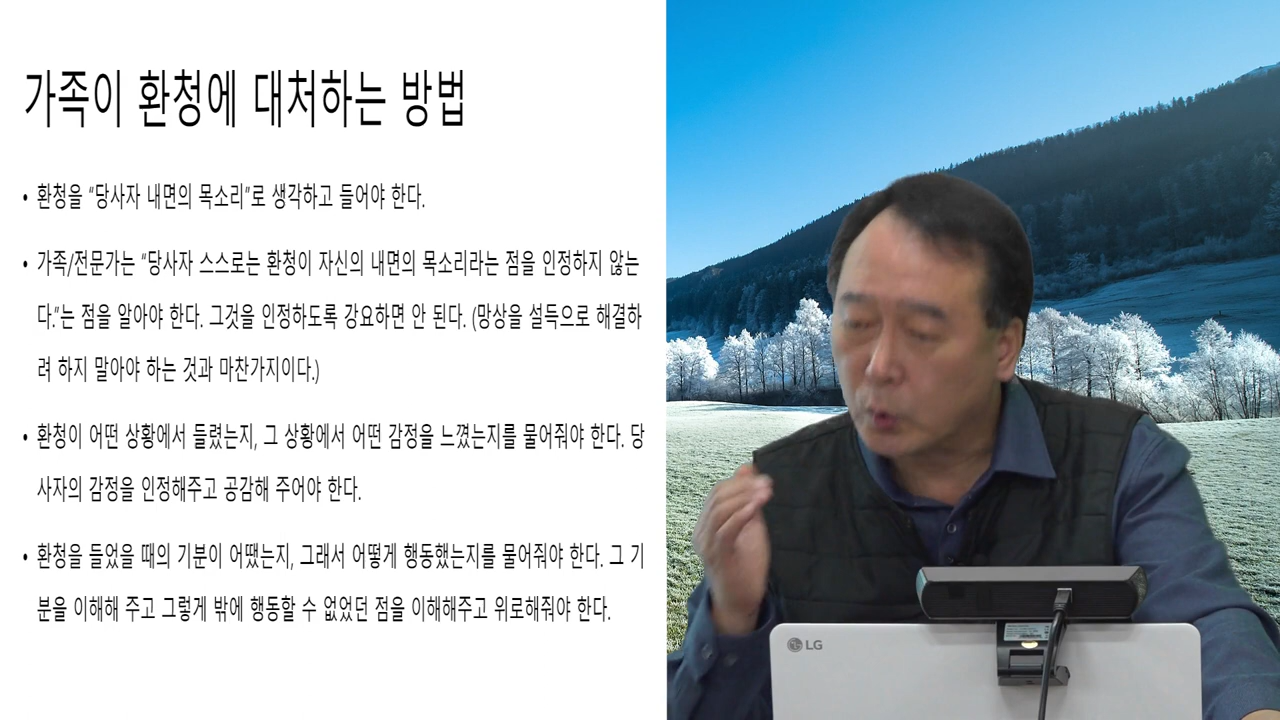 가족이 환청에 대처하는 방법
• 환청을 “당사자 내면의 목소리”로 생각하고 들어야 한다.
• 가족/전문가는 “당사자 스스로는 환청이 자신의 내면의 목소리라는 점을 인정하지 않는
다.”는 점을 알아야 한다. 그것을 인정하도록 강요하면 안 된다. (망상을 설득으로 해결하
려 하지 말아야 하는 것과 마찬가지이다.)
• 환청이 어떤 상황에서 들렸는지, 그 상황에서 어떤 감정을 느꼈는지를 물어줘야 한다. 당
사자의 감정을 인정해주고 공감해 주어야 한다.
• 환청을 들었을 때의 기분이 어땠는지, 그래서 어떻게 행동했는지를 물어줘야 한다. 그 기
분을 이해해 주고 그렇게 밖에 행동할 수 없었던 점을 이해해주고 위로해줘야 한다.
LG